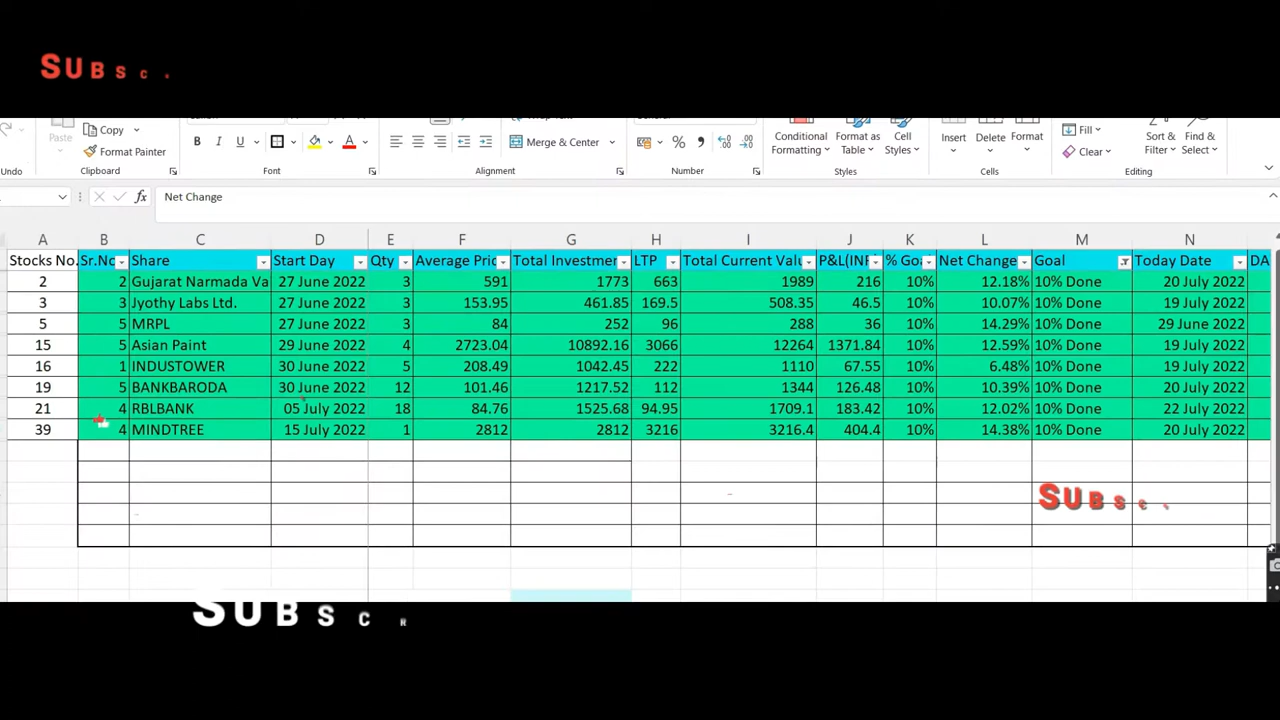 SUBSC
Paste
Copy
Format Painter
B I U
A
Merge & Center
%
Conditional Formatting
Format as Table
Cell Styles
Insert
Delete
Format
Fill
Clear
Sort & Filter
Find & Select
Undo
Clipboard
Font
Alignment
Number
Styles
Cells
Editing
fx Net Change
A B C D E F G H I J K L M N
Stocks No. Sr.No Share Start Day Qty Average Pric Total Investmen LTP Total Current Valu P&L(INR % Goa Net Change Goal Today Date DA
2 2 Gujarat Narmada Va 27 June 2022 3 591 1773 663 1989 216 10% 12.18% 10% Done 20 July 2022
3 3 Jyothy Labs Ltd. 27 June 2022 3 153.95 461.85 169.5 508.35 46.5 10% 10.07% 10% Done 19 July 2022
5 5 MRPL 27 June 2022 3 84 252 96 288 36 10% 14.29% 10% Done 29 June 2022
15 5 Asian Paint 29 June 2022 4 2723.04 10892.16 3066 12264 1371.84 10% 12.59% 10% Done 19 July 2022
16 1 INDUSTOWER 30 June 2022 5 208.49 1042.45 222 1110 67.55 10% 6.48% 10% Done 19 July 2022
19 5 BANKBARODA 30 June 2022 12 101.46 1217.52 112 1344 126.48 10% 10.39% 10% Done 20 July 2022
21 4 RBLBANK 05 July 2022 18 84.76 1525.68 94.95 1709.1 183.42 10% 12.02% 10% Done 22 July 2022
39 4 MINDTREE 15 July 2022 1 2812 2812 3216 3216.4 404.4 10% 14.38% 10% Done 20 July 2022
SUBSC
SUBSCR